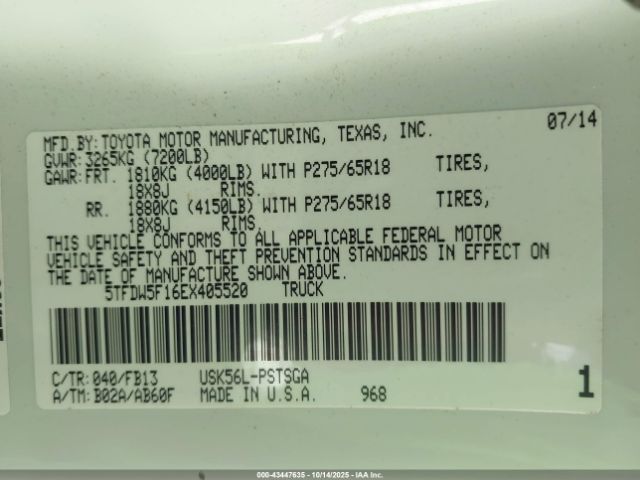 MFD.BY:TOYOTA MOTOR MANUFACTURING, TEXAS, INC. 07/14
GVWR:3265KG (7200LB)
GAWR:FRT. 1810KG (4000LB) WITH P275/65R18 TIRES,
18X8J RIMS.
RR. 1880KG (4150LB) WITH P275/65R18 TIRES,
18X8J RIMS.
THIS VEHICLE CONFORMS TO ALL APPLICABLE FEDERAL MOTOR
VEHICLE SAFETY AND THEFT PREVENTION STANDARDS IN EFFECT ON
THE DATE OF MANUFACTURE SHOWN ABOVE.
5TFDW5F16EX405520 TRUCK
C/TR:040/FB13 USK56L-PSTSGA
A/TM:B02A/AB60F MADE IN U.S.A. 968 1
000-43447635 - 10/14/2025 - IAAI.COM